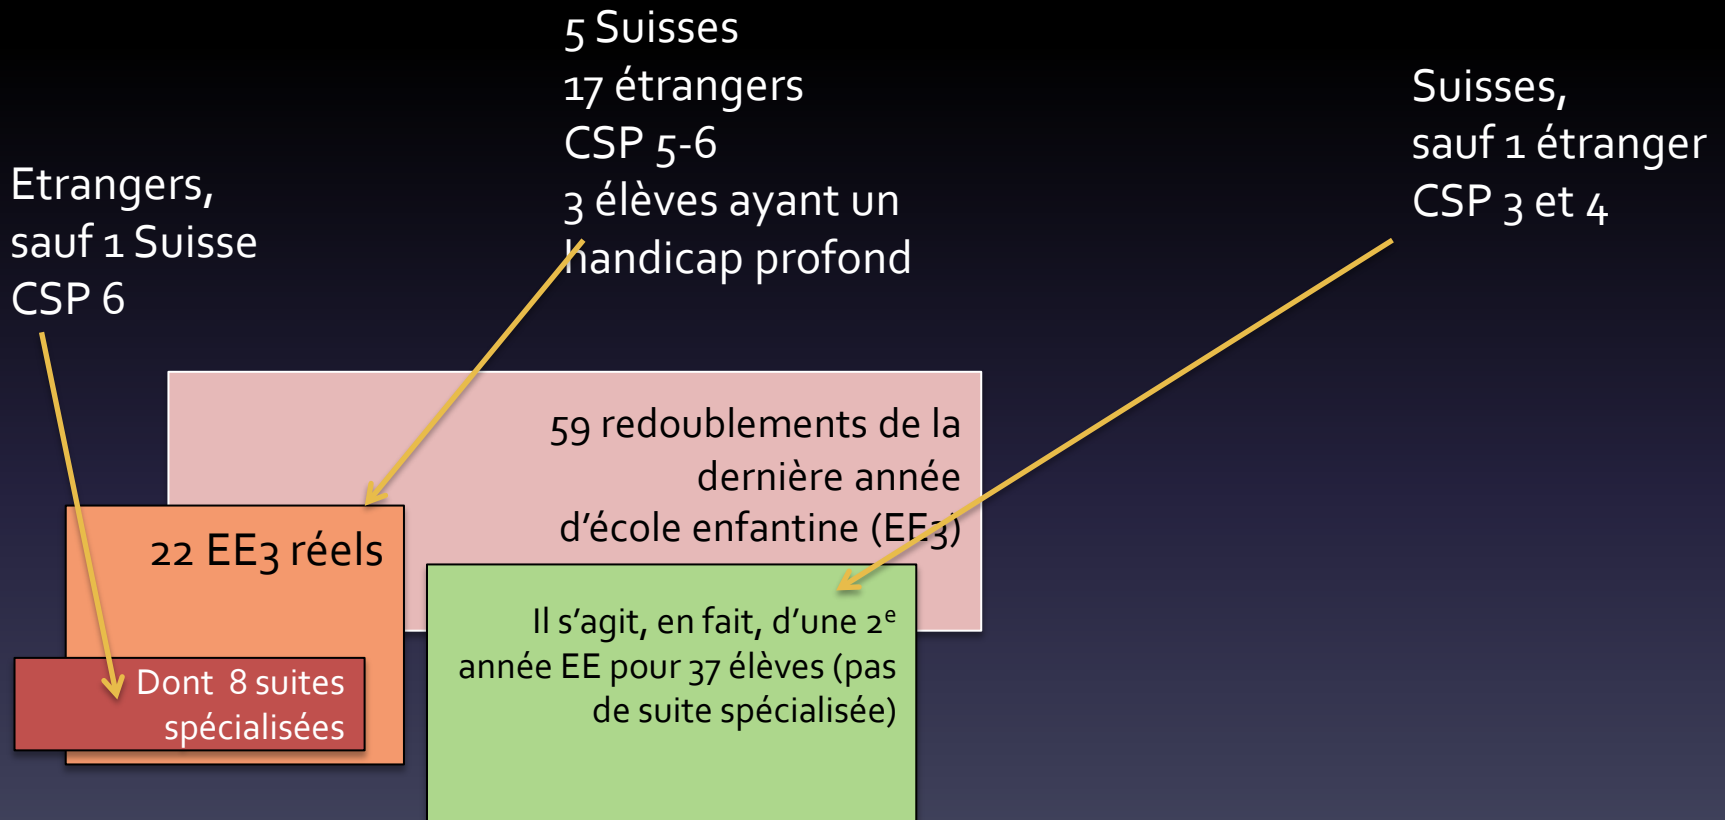 5 Suisses
17 étrangers
CSP 5-6
3 élèves ayant un
handicap profond
Suisses,
sauf 1 étranger
CSP 3 et 4
Etrangers,
sauf 1 Suisse
CSP 6
59 redoublements de la
dernière année
d’école enfantine (EE3)
22 EE3 réels
Il s’agit, en fait, d’une 2e
année EE pour 37 élèves (pas
de suite spécialisée)
Dont 8 suites
spécialisées